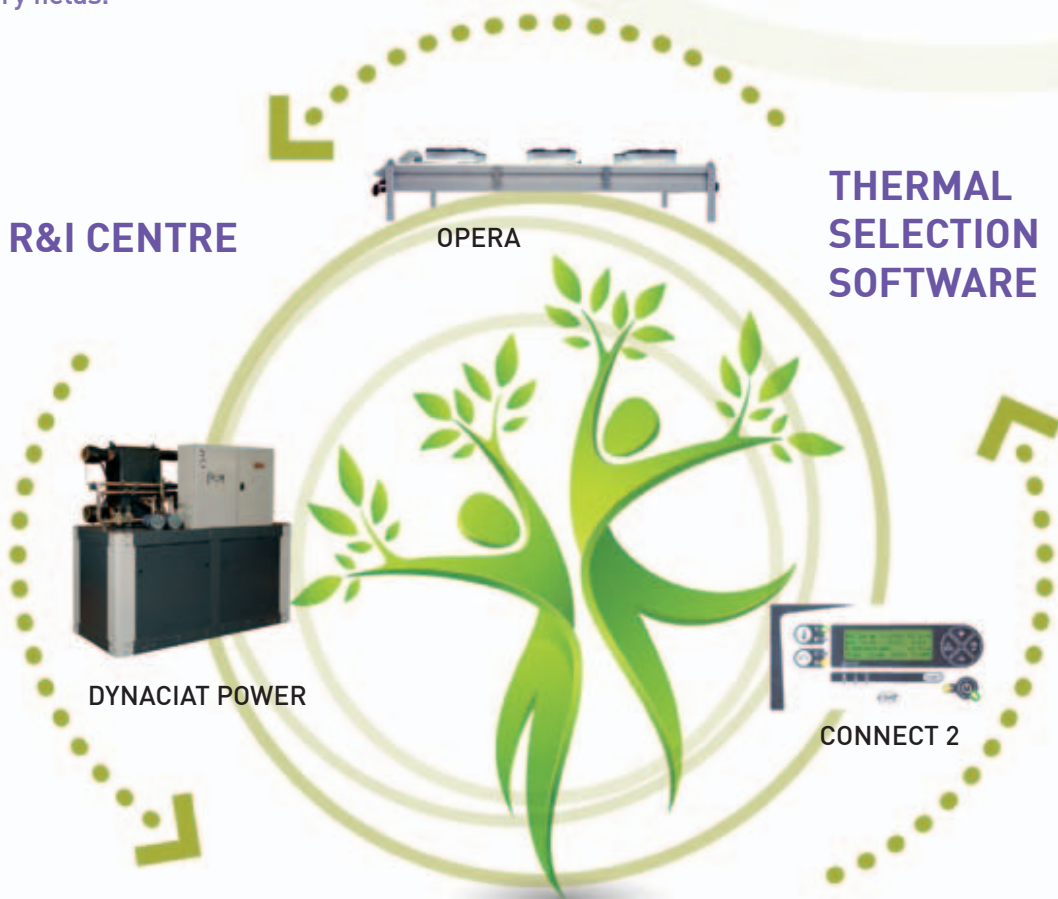 R&I CENTRE
OPERA
THERMAL
SELECTION
SOFTWARE
DYNACIAT POWER
CONNECT 2